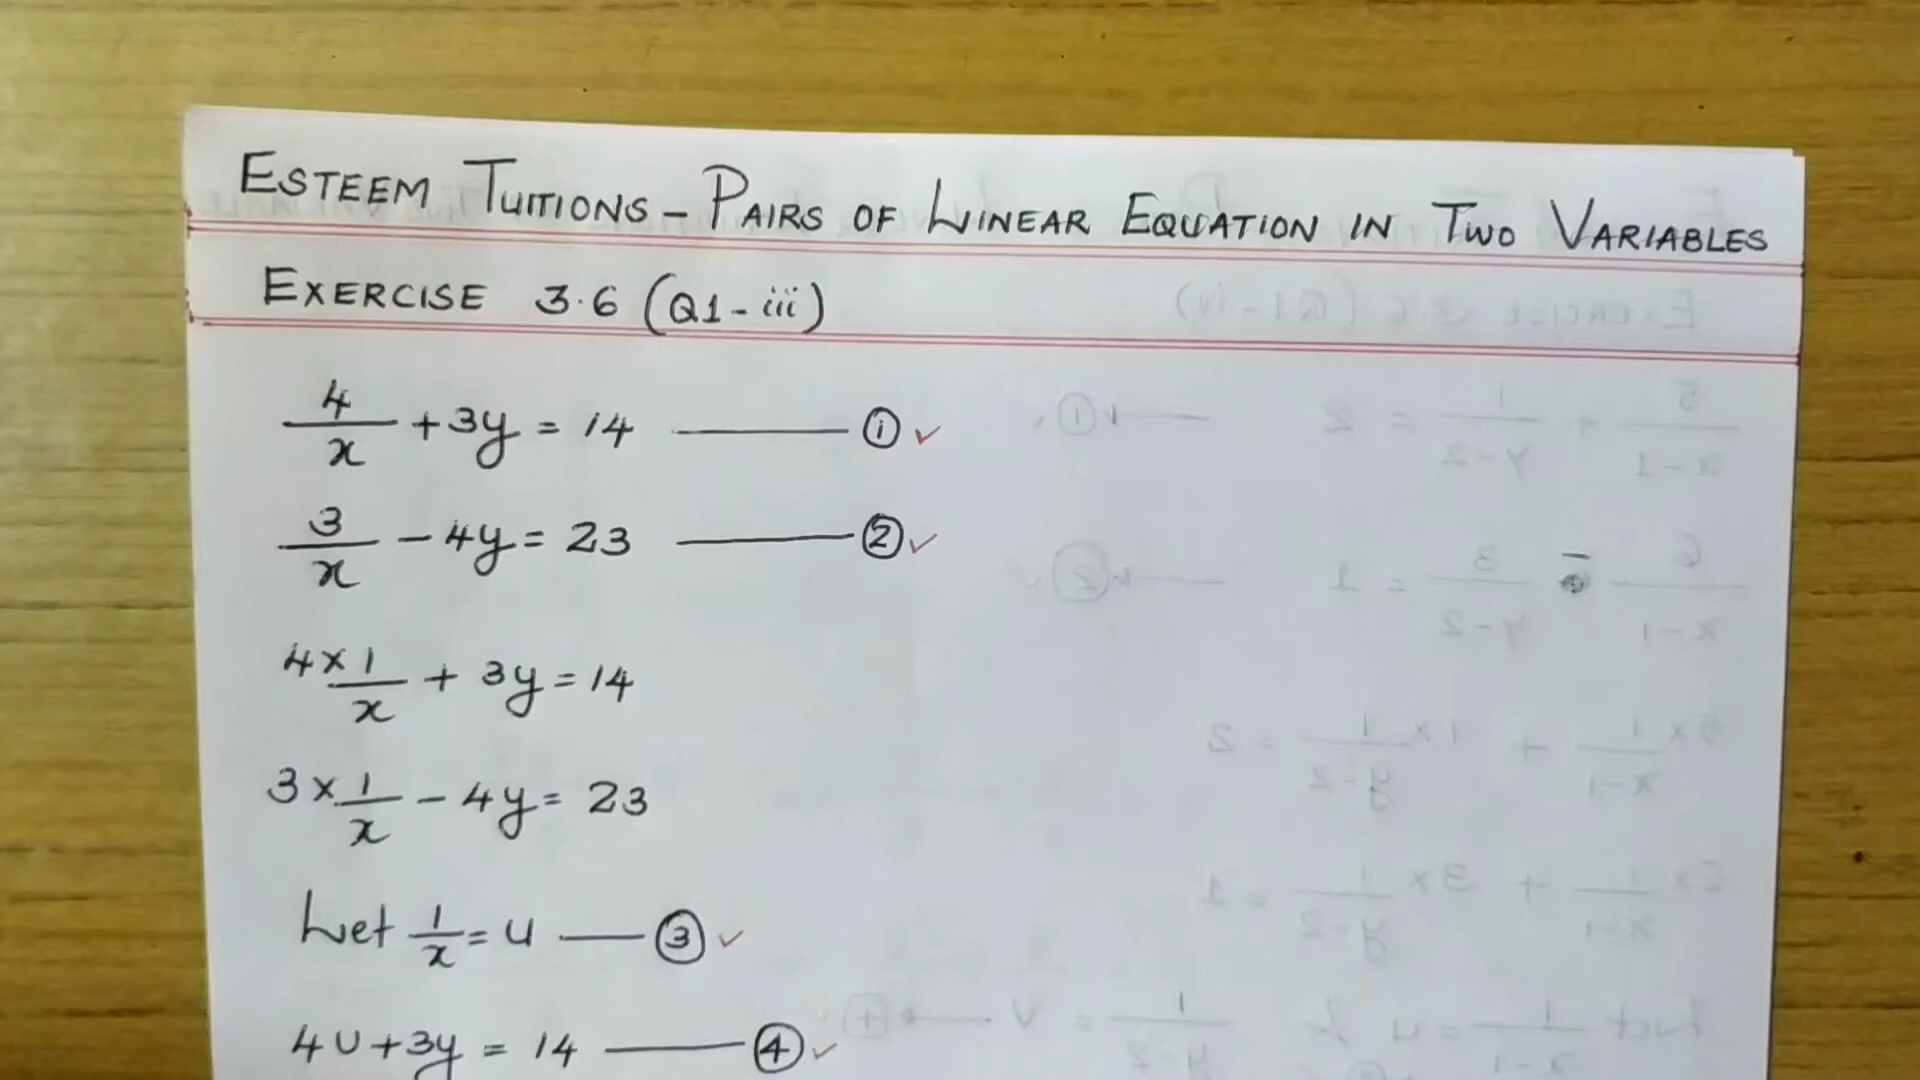 ESTEEM TUITIONS - PAIRS OF LINEAR EQUATION IN TWO VARIABLES
EXERCISE 3.6 (Q1 - iii)
4/x + 3y = 14 —— ①✓
3/x - 4y = 23 —— ②✓
4 × 1/x + 3y = 14
3 × 1/x - 4y = 23
Let 1/x = u —— ③✓
4u + 3y = 14 —— ④✓